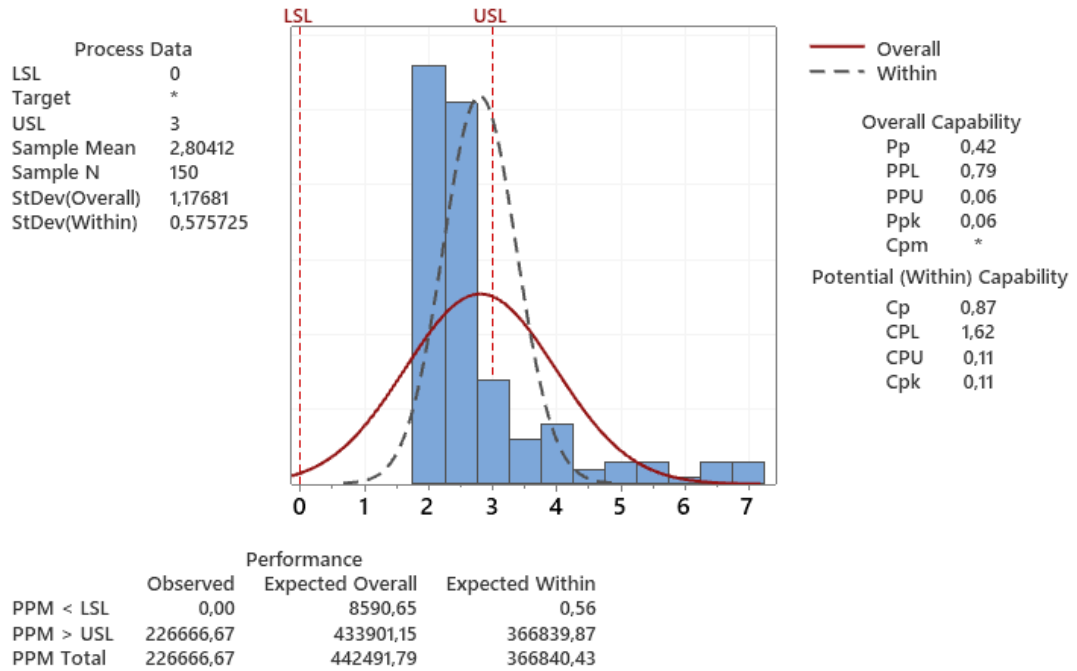 LSL USL
Process Data
LSL 0
Target *
USL 3
Sample Mean 2,80412
Sample N 150
StDev(Overall) 1,17681
StDev(Within) 0,575725
Overall
Within
Overall Capability
Pp 0,42
PPL 0,79
PPU 0,06
Ppk 0,06
Cpm *
Potential (Within) Capability
Cp 0,87
CPL 1,62
CPU 0,11
Cpk 0,11
0 1 2 3 4 5 6 7
Performance
Observed Expected Overall Expected Within
PPM < LSL 0,00 8590,65 0,56
PPM > USL 226666,67 433901,15 366839,87
PPM Total 226666,67 442491,79 366840,43